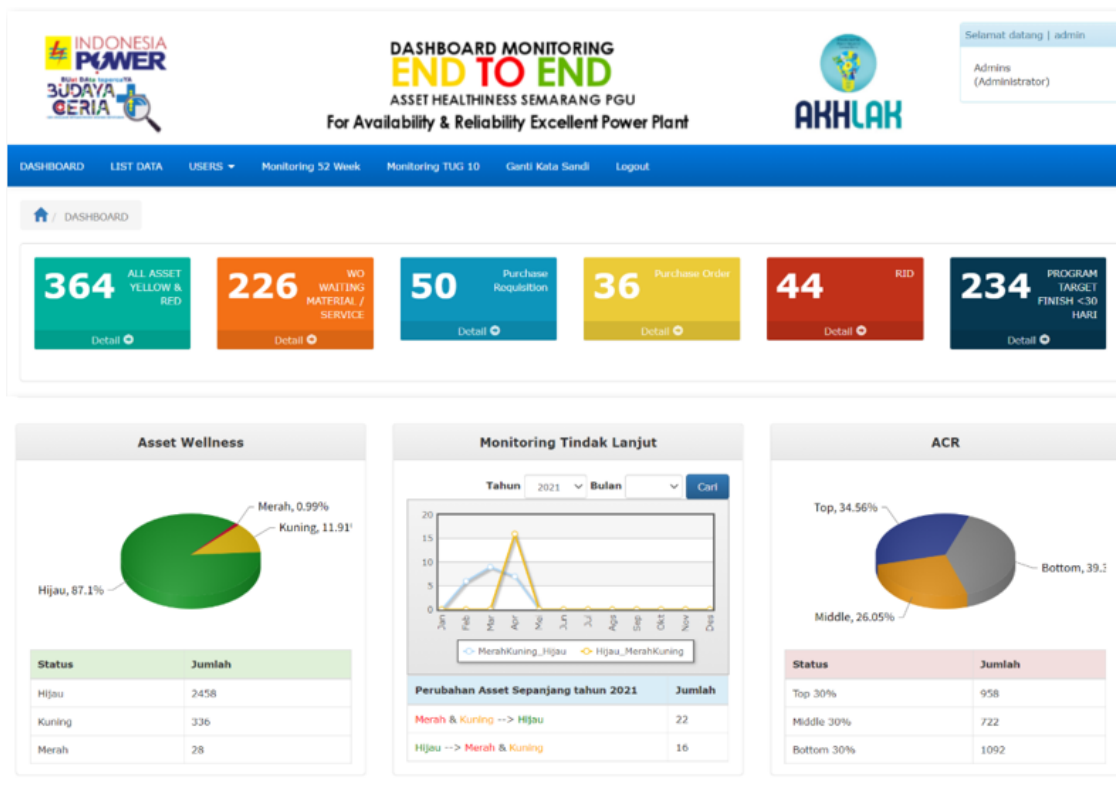 INDONESIA
POWER
BUDAYA
CERIA
DASHBOARD MONITORING
END TO END
ASSET HEALTHINESS SEMARANG PGU
For Availability & Reliability Excellent Power Plant
AKHLAK
Selamat datang | admin
Admins
(Administrator)
DASHBOARD LIST DATA USERS Monitoring 52 Week Monitoring TUG 10 Ganti Kata Sandi Logout
/ DASHBOARD
364 ALL ASSET YELLOW & RED
Detail
226 WO WAITING MATERIAL / SERVICE
Detail
50 Purchase Requisition
Detail
36 Purchase Order
Detail
44 RID
Detail
234 PROGRAM TARGET FINISH <30 HARI
Detail
Asset Wellness
Merah, 0.99%
Kuning, 11.91
Hijau, 87.1%
Status Jumlah
Hijau 2458
Kuning 336
Merah 28
Monitoring Tindak Lanjut
Tahun 2021 Bulan Cari
20
15
10
5
0
Jan Feb Mar Apr Mei Jun Jul Ags Sep Okt Nov Des
MerahKuning_Hijau Hijau_MerahKuning
Perubahan Asset Sepanjang tahun 2021 Jumlah
Merah & Kuning --> Hijau 22
Hijau --> Merah & Kuning 16
ACR
Top, 34.56%
Bottom, 39.3
Middle, 26.05%
Status Jumlah
Top 30% 958
Middle 30% 722
Bottom 30% 1092